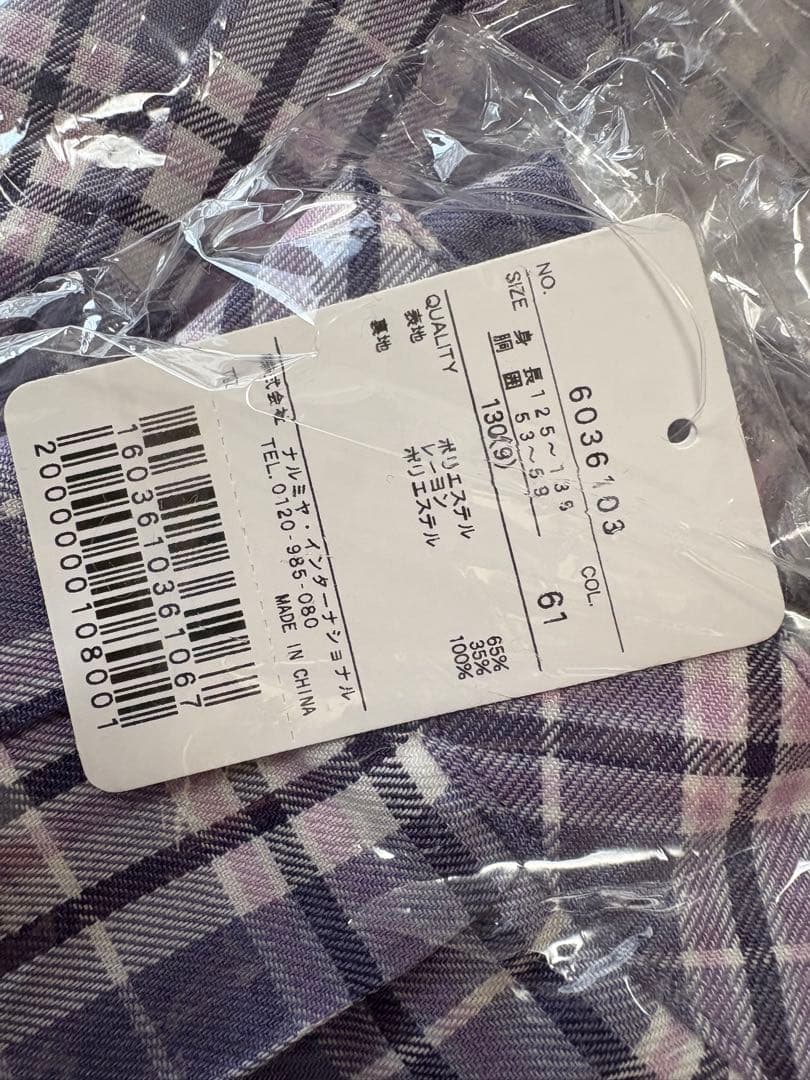 NO. 6036103
SIZE 身長125~135 COL.
胴囲 53~59
130(9) 61
QUALITY
表地 ポリエステル 65%
レーヨン 35%
裏地 ポリエステル 100%
株式会社 ナルミヤ・インターナショナル
TEL.0120-985-080
MADE IN CHINA
1603610361067
2000000108001